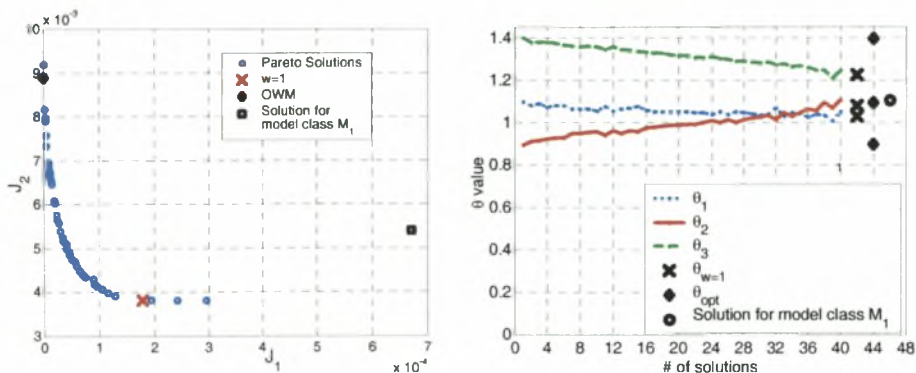 × 10⁻³
10
9
8
7
6
5
4
3
J₂
0
1
2
3
4
5
6
7
J₁
× 10⁻⁴
Pareto Solutions
w=1
OWM
Solution for
model class M₁
1.4
1.2
1
0.8
0.6
0.4
0.2
0
θ value
0 4 8 12 16 20 24 28 32 36 40 44 48
# of solutions
1
θ₁
θ₂
θ₃
θw=1
θopt
Solution for model class M₁